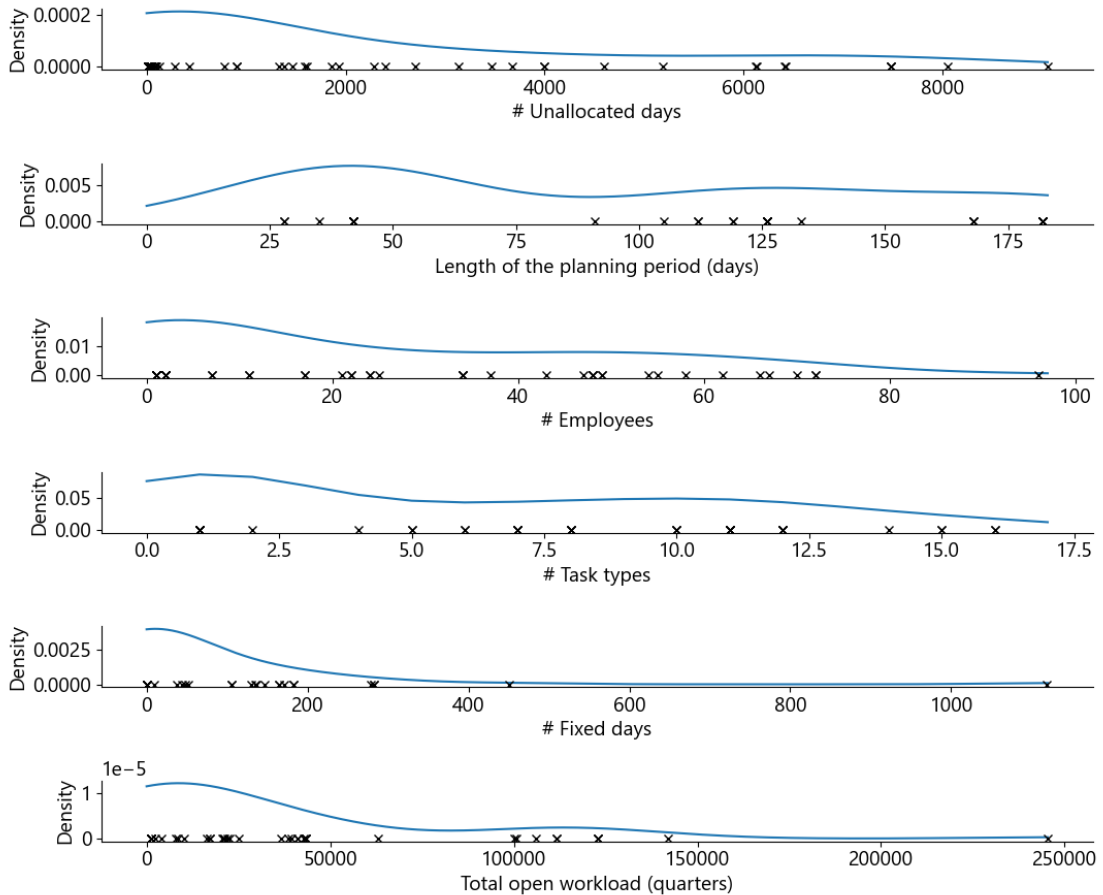 Density
0.0002
0.0000
0 2000 4000 6000 8000
# Unallocated days
Density
0.005
0.000
0 25 50 75 100 125 150 175
Length of the planning period (days)
Density
0.01
0.00
0 20 40 60 80 100
# Employees
Density
0.05
0.00
0.0 2.5 5.0 7.5 10.0 12.5 15.0 17.5
# Task types
Density
0.0025
0.0000
0 200 400 600 800 1000
# Fixed days
1e−5
Density
1
0
0 50000 100000 150000 200000 250000
Total open workload (quarters)